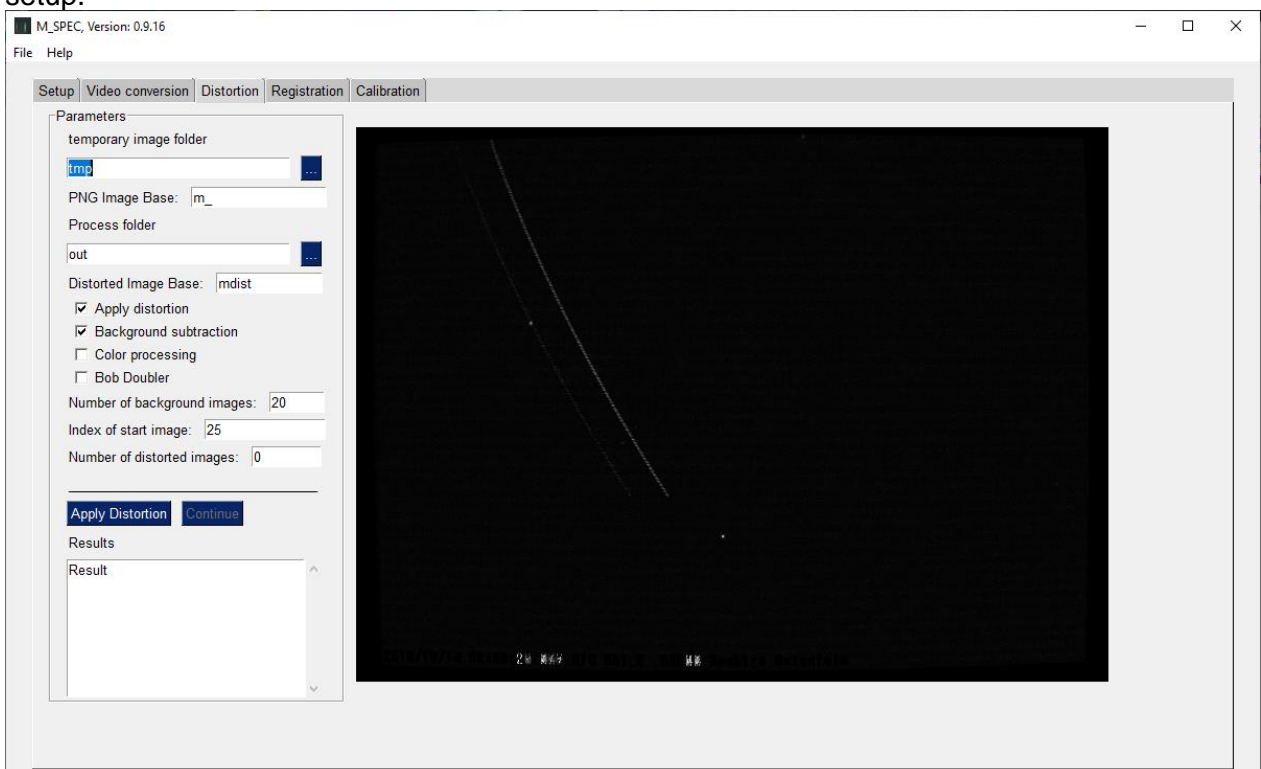 setup.
M_SPEC, Version: 0.9.16
File Help
Setup Video conversion Distortion Registration Calibration
Parameters
temporary image folder
tmp
...
PNG Image Base: m_
Process folder
out
...
Distorted Image Base: mdist
Apply distortion
Background subtraction
Color processing
Bob Doubler
Number of background images: 20
Index of start image: 25
Number of distorted images: 0
Apply Distortion Continue
Results
Result